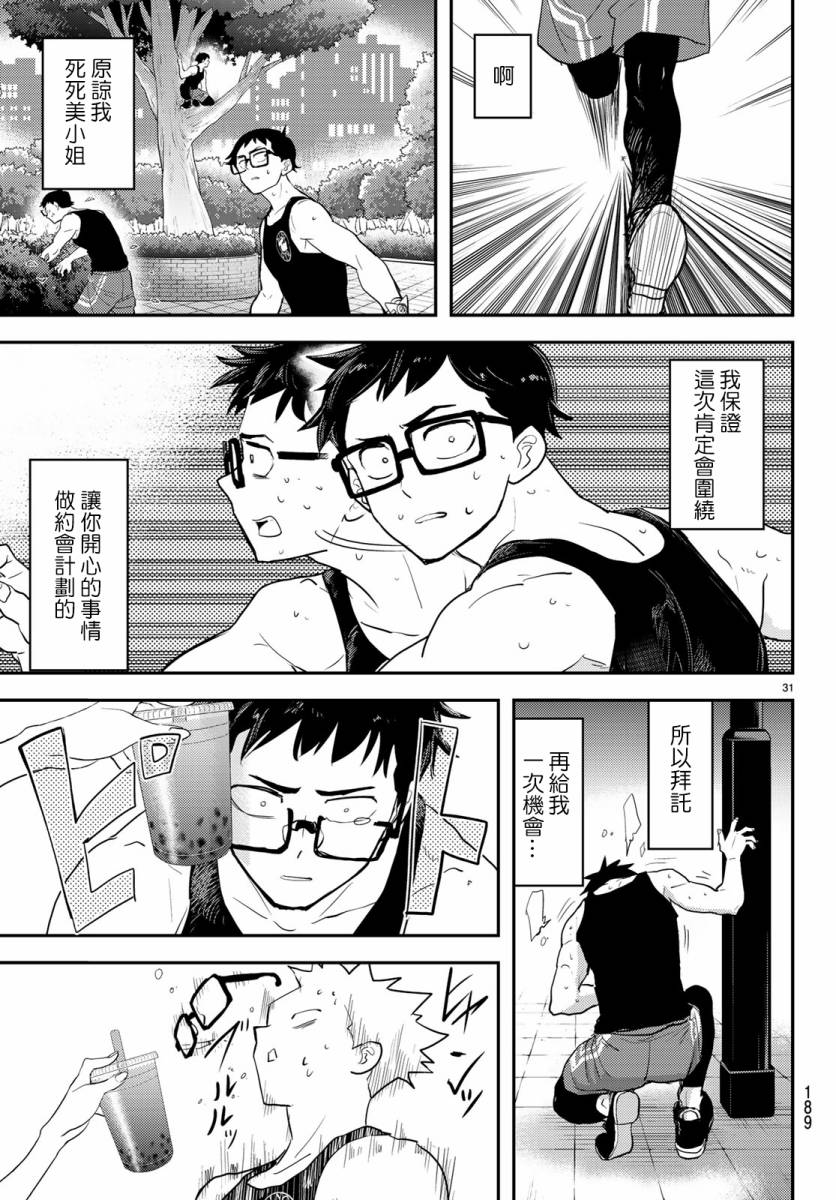 啊
原諒我
死死美小姐
我保證
這次肯定會圍繞
讓你開心的事情
做約會計劃的
31
所以拜託
再給我
一次機會…
ピト
189